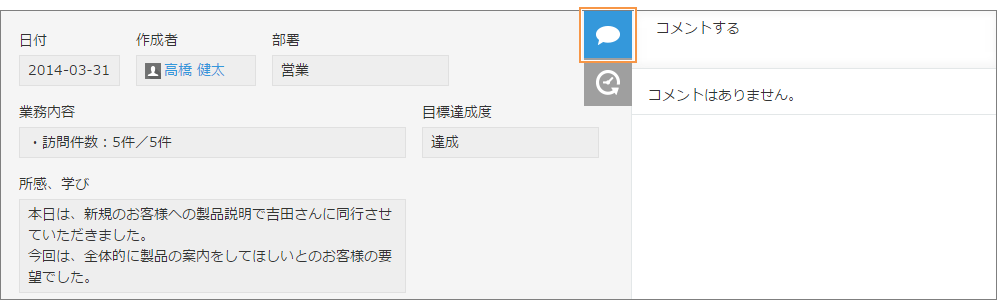 日付 作成者 部署
2014-03-31 高橋 健太 営業
業務内容 目標達成度
・訪問件数：5件／5件 達成
所感、学び
本日は、新規のお客様への製品説明で吉田さんに同行させ
ていただきました。
今回は、全体的に製品の案内をしてほしいとのお客様の要
望でした。
コメントする
コメントはありません。